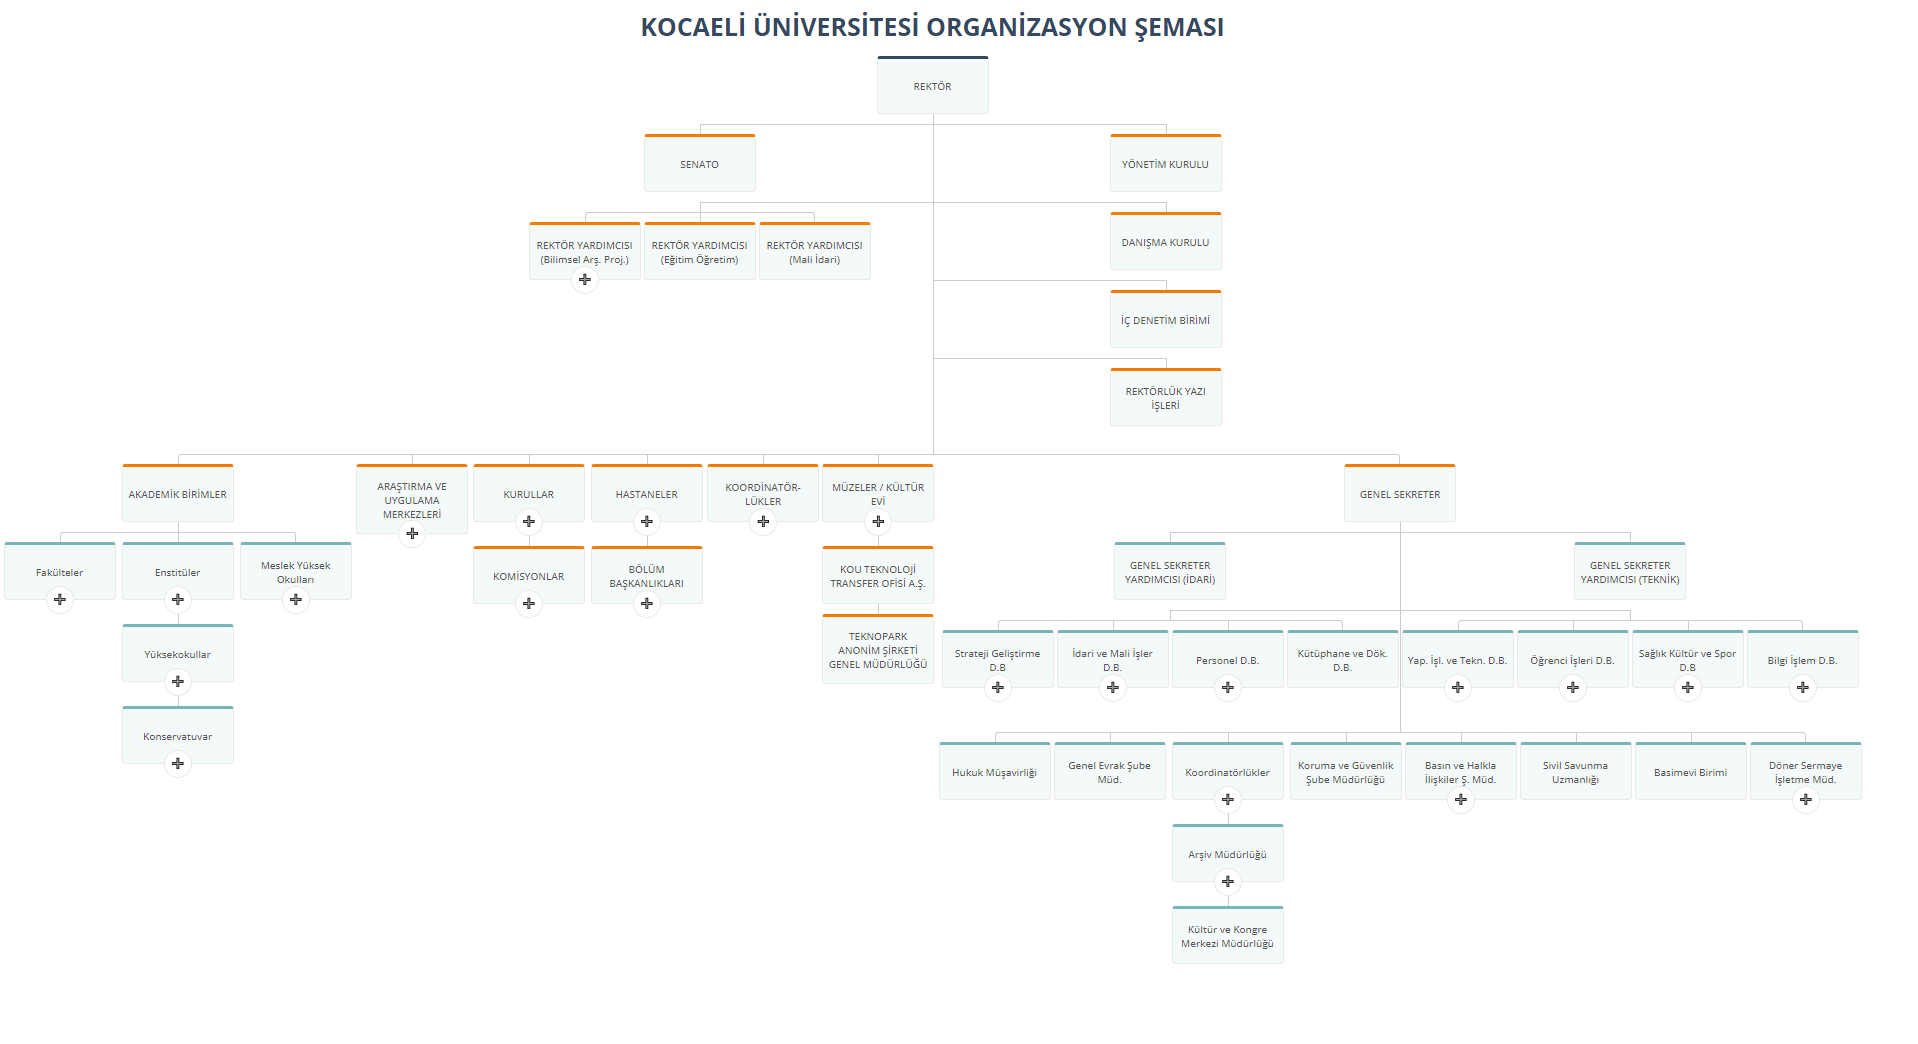 KOCAELİ ÜNİVERSİTESİ ORGANİZASYON ŞEMASI
REKTÖR
SENATO
YÖNETİM KURULU
REKTÖR YARDIMCISI
(Bilimsel Arş. Proj.)
REKTÖR YARDIMCISI
(Eğitim Öğretim)
REKTÖR YARDIMCISI
(Mali İdari)
DANIŞMA KURULU
İÇ DENETİM BİRİMİ
REKTÖRLÜK YAZI
İŞLERİ
AKADEMİK BİRİMLER
ARAŞTIRMA VE
UYGULAMA
MERKEZLERİ
KURULLAR
HASTANELER
KOORDİNATÖR-
LÜKLER
MÜZELER / KÜLTÜR
EVİ
GENEL SEKRETER
Fakülteler
Enstitüler
Meslek Yüksek
Okulları
KOMİSYONLAR
BÖLÜM
BAŞKANLIKLARI
KOU TEKNOLOJİ
TRANSFER OFİSİ A.Ş.
GENEL SEKRETER
YARDIMCISI (İDARİ)
GENEL SEKRETER
YARDIMCISI (TEKNİK)
Yüksekokullar
TEKNOPARK
ANONİM ŞİRKETİ
GENEL MÜDÜRLÜĞÜ
Strateji Geliştirme
D.B
İdari ve Mali İşler
D.B.
Personel D.B.
Kütüphane ve Dök.
D.B.
Yap. İşl. ve Tekn. D.B.
Öğrenci İşleri D.B.
Sağlık Kültür ve Spor
D.B
Bilgi İşlem D.B.
Konservatuvar
Hukuk Müşavirliği
Genel Evrak Şube
Müd.
Koordinatörlükler
Koruma ve Güvenlik
Şube Müdürlüğü
Basın ve Halkla
İlişkiler Ş. Müd.
Sivil Savunma
Uzmanlığı
Basimevi Birimi
Döner Sermaye
İşletme Müd.
Arşiv Müdürlüğü
Kültür ve Kongre
Merkezi Müdürlüğü